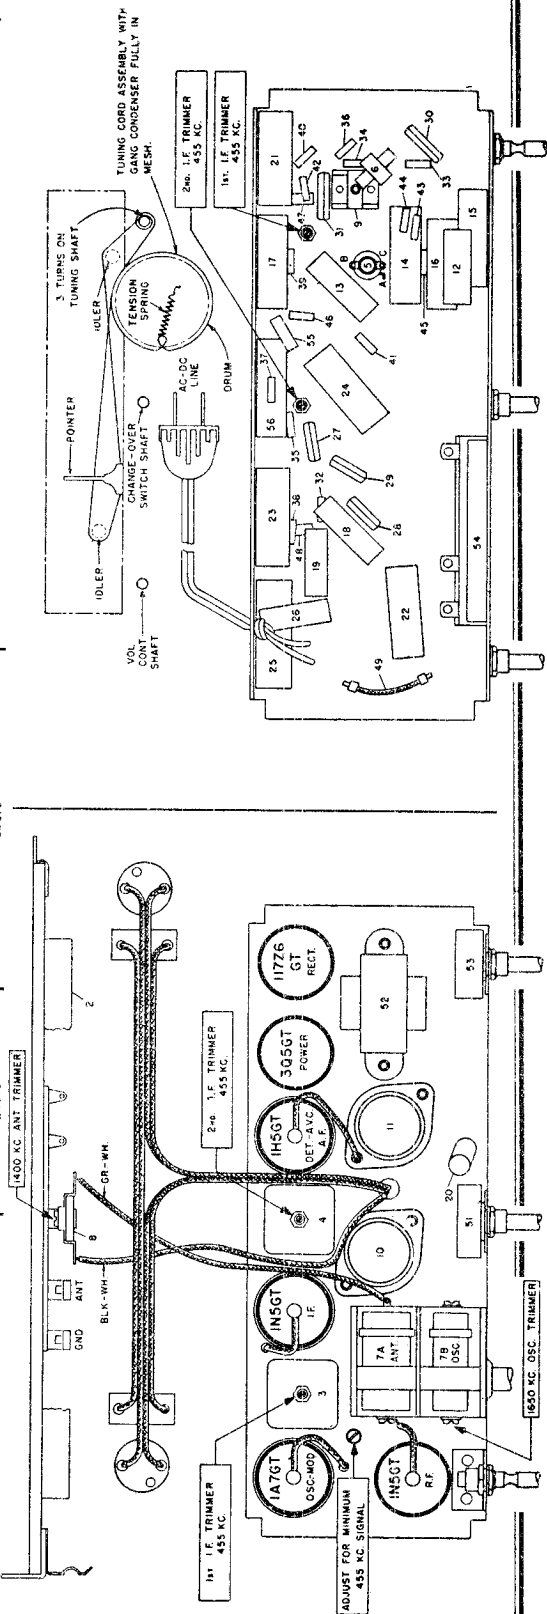 1400 KC. ANT TRIMMER
2
8
ANT
GND
GR-WH.
BLK-WH
2ND. I.F. TRIMMER
455 KC.
1st I.F. TRIMMER
455 KC.
1A7GT
OSC-MOD
3
1N5GT
I.F.
4
1H5GT
DET-A.V.C.
A.F.
3Q5GT
POWER
117Z6
GT
RECT.
ADJUST FOR MINIMUM
455 KC. SIGNAL
1N5GT
R.F.
7A
ANT
7B
OSC
10
11
52
51
20
53
1650 KC. OSC. TRIMMER
TUNING CORD ASSEMBLY WITH
GANG CONDENSER FULLY IN
MESH.
3 TURNS ON
TUNING SHAFT
IDLER
POINTER
IDLER
TENSION
SPRING
DRUM
VOL
CONT.
SHAFT
CHANGE-OVER
SWITCH SHAFT
AC-DC
LINE
2ND. I.F. TRIMMER
455 KC.
1st. I.F. TRIMMER
455 KC.
25
26
23
38
48
19
32
18
56
37
35
55
27
29
28
22
49
54
17
39
46
24
41
13
21
40
47
42
31
36
34
6
9
B
5
A
C
14
44
43
33
30
45
16
12
15